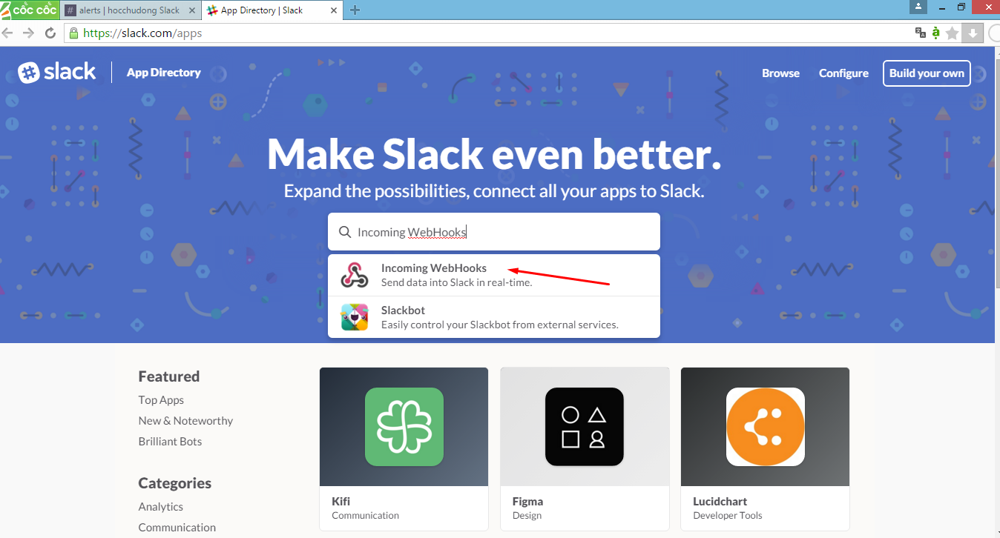 CỐC CỐC
alerts | hocchudong Slack
App Directory | Slack
https://slack.com/apps
slack
App Directory
Browse
Configure
Build your own
Make Slack even better.
Expand the possibilities, connect all your apps to Slack.
Incoming WebHooks
Incoming WebHooks
Send data into Slack in real-time.
Slackbot
Easily control your Slackbot from external services.
Featured
Top Apps
New & Noteworthy
Brilliant Bots
Categories
Analytics
Communication
Kifi
Communication
Figma
Design
Lucidchart
Developer Tools